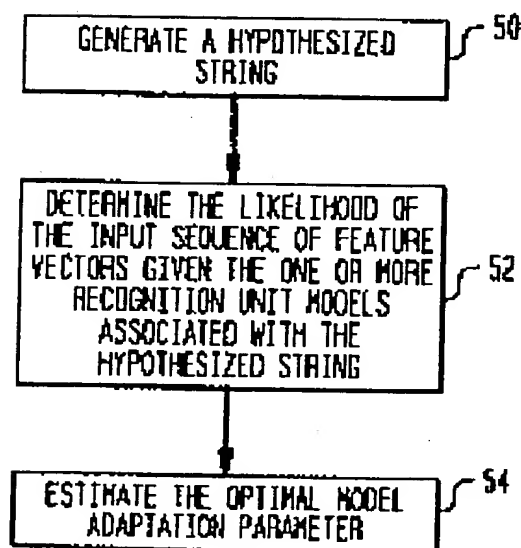 GENERATE A HYPOTHESIZED
STRING
50
DETERMINE THE LIKELIHOOD OF
THE INPUT SEQUENCE OF FEATURE
VECTORS GIVEN THE ONE OR MORE
RECOGNITION UNIT MODELS
ASSOCIATED WITH THE
HYPOTHESIZED STRING
52
ESTIMATE THE OPTIMAL MODEL
ADAPTATION PARAMETER
54